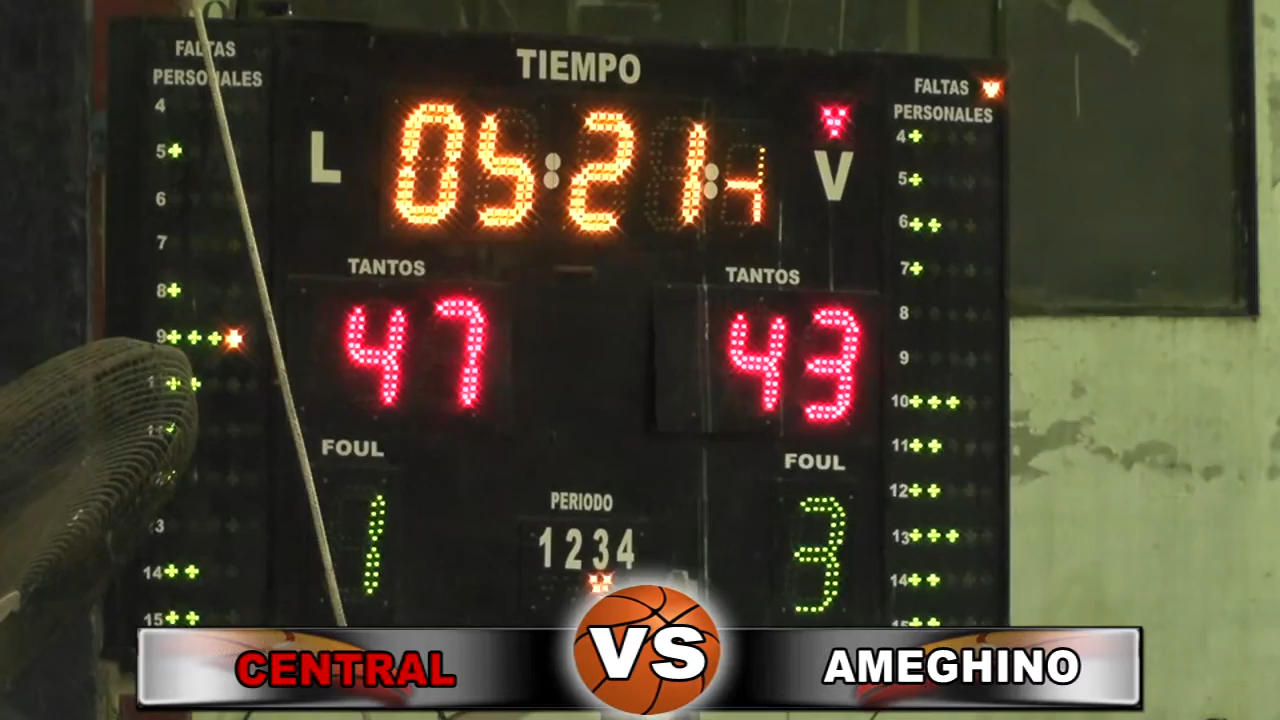 FALTAS
PERSONALES
4
5
6
7
8
9
14
15
TIEMPO
L 05:21:4 V
TANTOS
47
TANTOS
43
FOUL
1
FOUL
3
PERIODO
1 2 3 4
FALTAS
PERSONALES
4
5
6
7
8
9
10
11
12
13
14
15
CENTRAL VS AMEGHINO